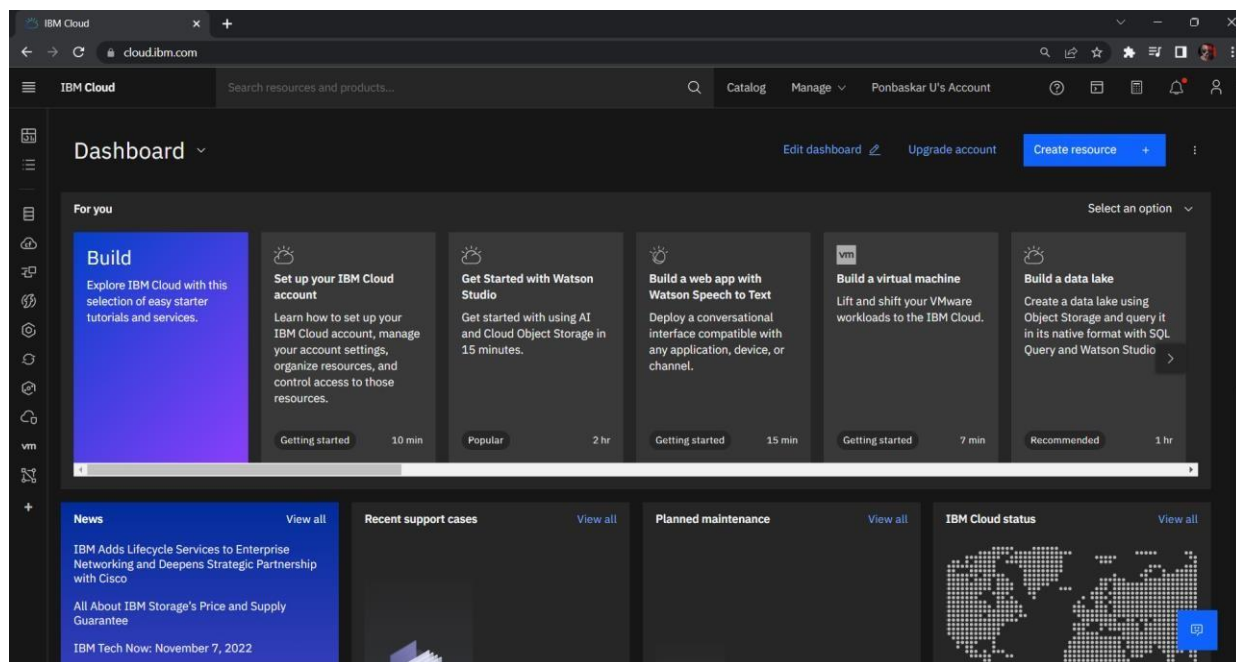 IBM Cloud
cloud.ibm.com
IBM Cloud
Search resources and products...
Catalog
Manage
Ponbaskar U's Account
Dashboard
Edit dashboard
Upgrade account
Create resource +
For you
Select an option
Build
Explore IBM Cloud with this
selection of easy starter
tutorials and services.
Set up your IBM Cloud
account
Learn how to set up your
IBM Cloud account, manage
your account settings,
organize resources, and
control access to those
resources.
Getting started
10 min
Get Started with Watson
Studio
Get started with using AI
and Cloud Object Storage in
15 minutes.
Popular
2 hr
Build a web app with
Watson Speech to Text
Deploy a conversational
interface compatible with
any application, device, or
channel.
Getting started
15 min
vm
Build a virtual machine
Lift and shift your VMware
workloads to the IBM Cloud.
Getting started
7 min
Build a data lake
Create a data lake using
Object Storage and query it
in its native format with SQL
Query and Watson Studio
Recommended
1 hr
vm
News
View all
IBM Adds Lifecycle Services to Enterprise
Networking and Deepens Strategic Partnership
with Cisco
All About IBM Storage's Price and Supply
Guarantee
IBM Tech Now: November 7, 2022
Recent support cases
View all
Planned maintenance
View all
IBM Cloud status
View all